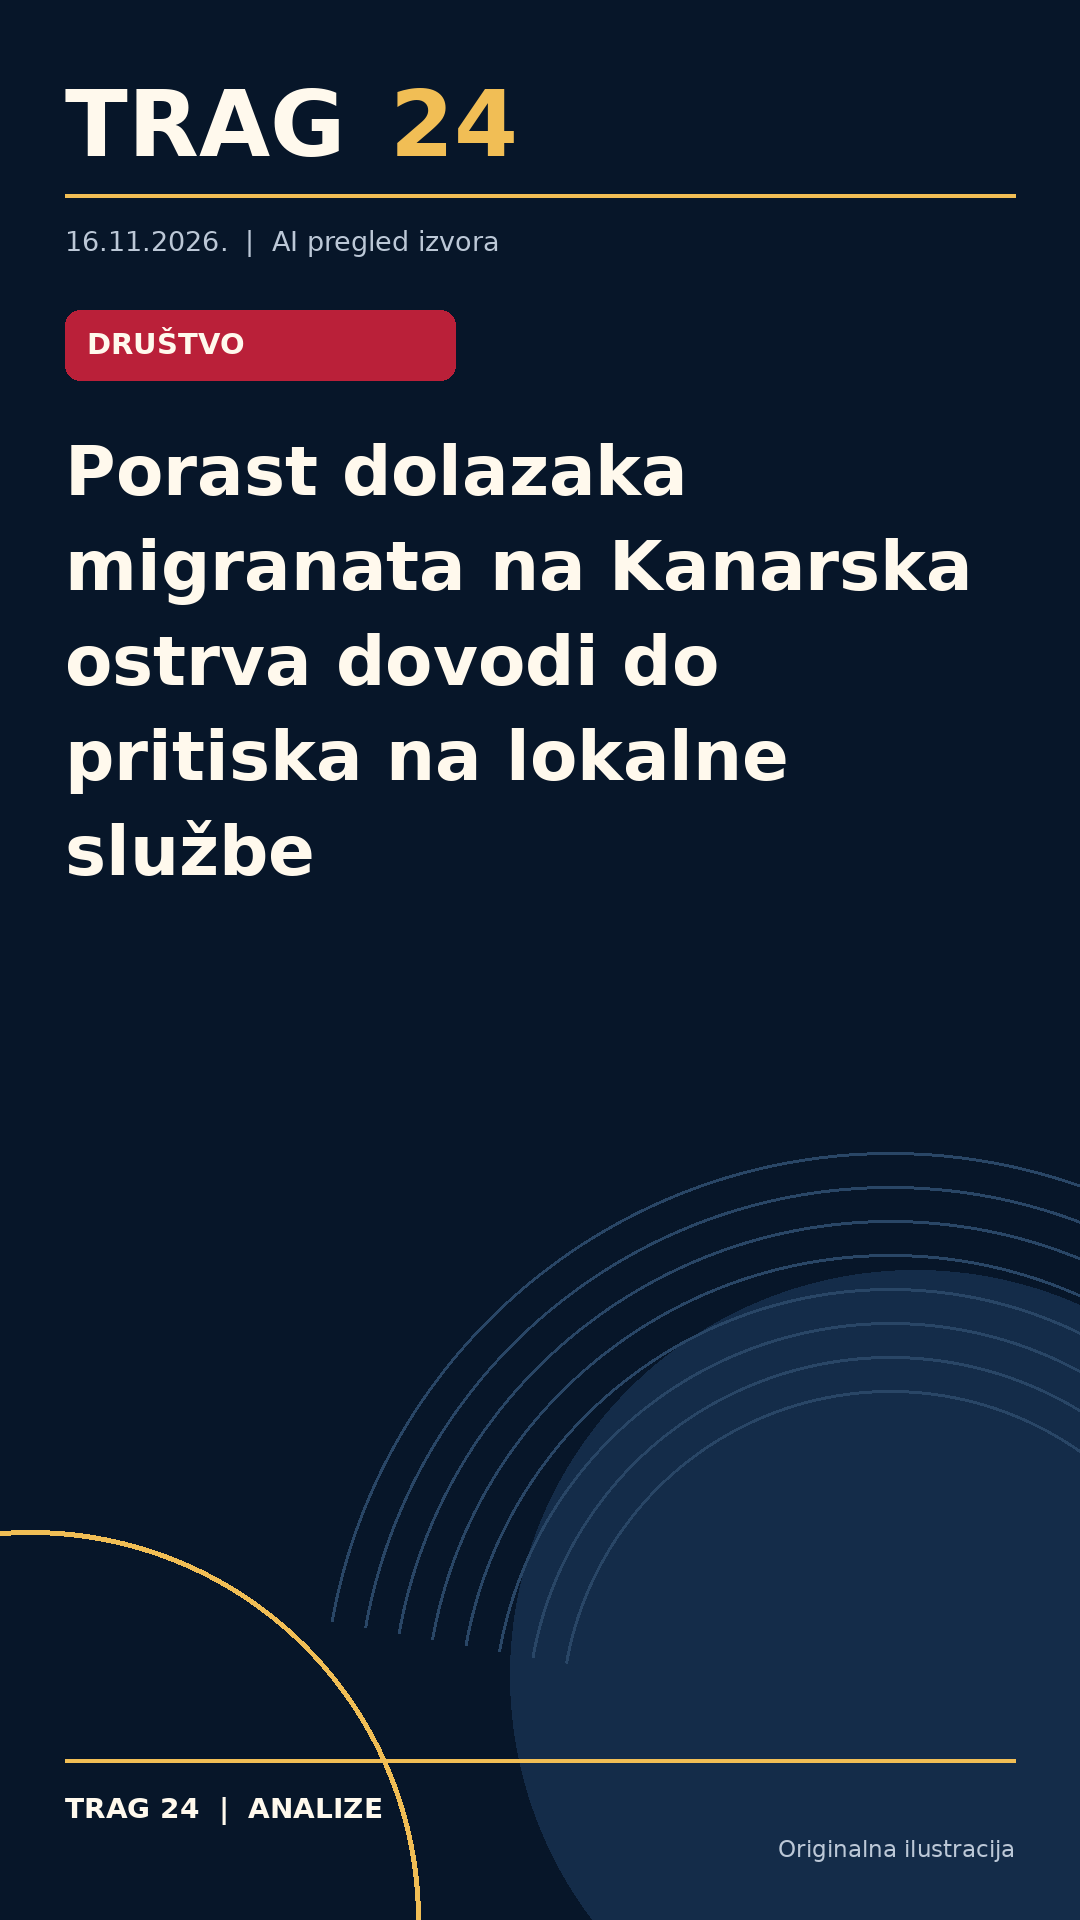 TRAG 24
16.11.2026. | AI pregled izvora
DRUŠTVO
Porast dolazaka
migranata na Kanarska
ostrva dovodi do
pritiska na lokalne
službe
TRAG 24 | ANALIZE
Originalna ilustracija